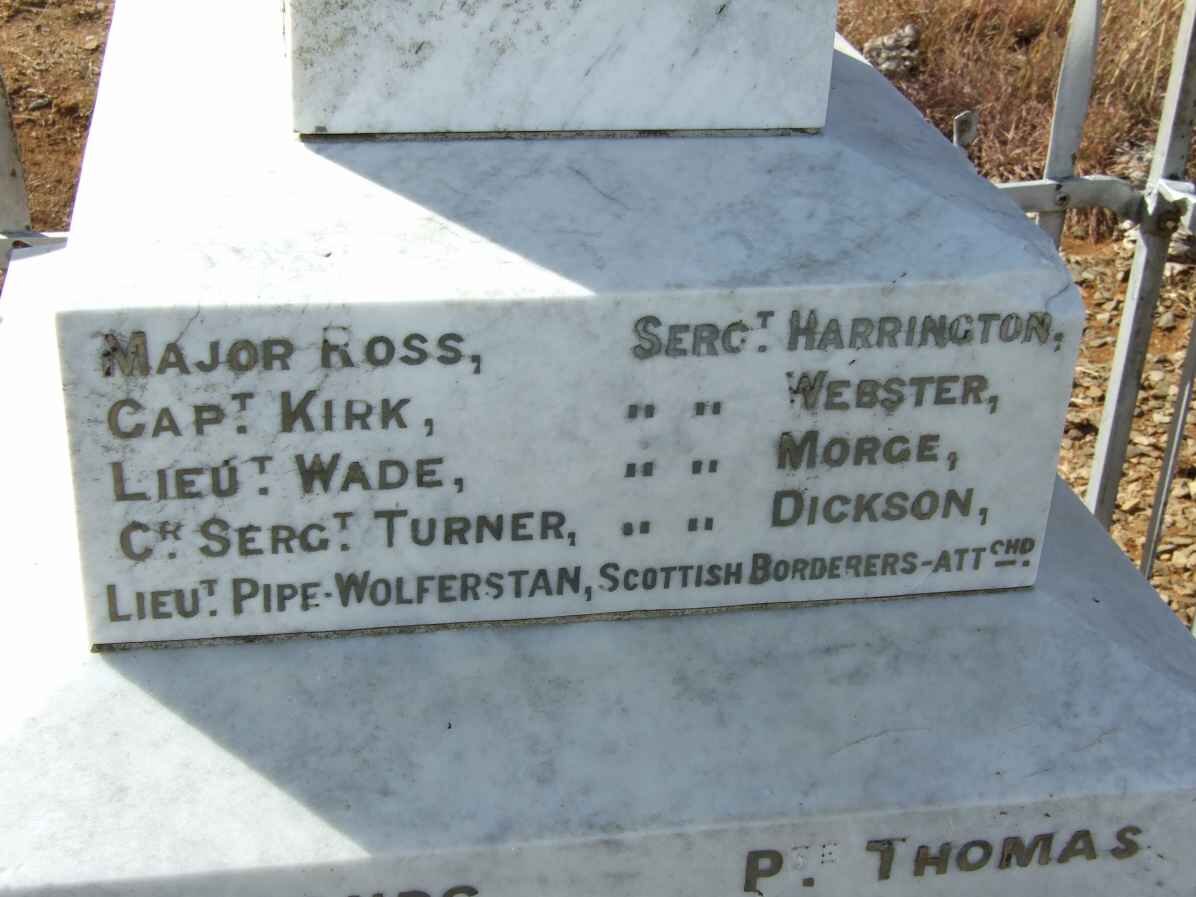 MAJOR ROSS, SERGT. HARRINGTON,
CAPT. KIRK, " " WEBSTER,
LIEUT. WADE, " " MORGE,
CR. SERGT. TURNER, " " DICKSON,
LIEUT. PIPE-WOLFERSTAN, SCOTTISH BORDERERS-ATTCHD.
PTE. THOMAS